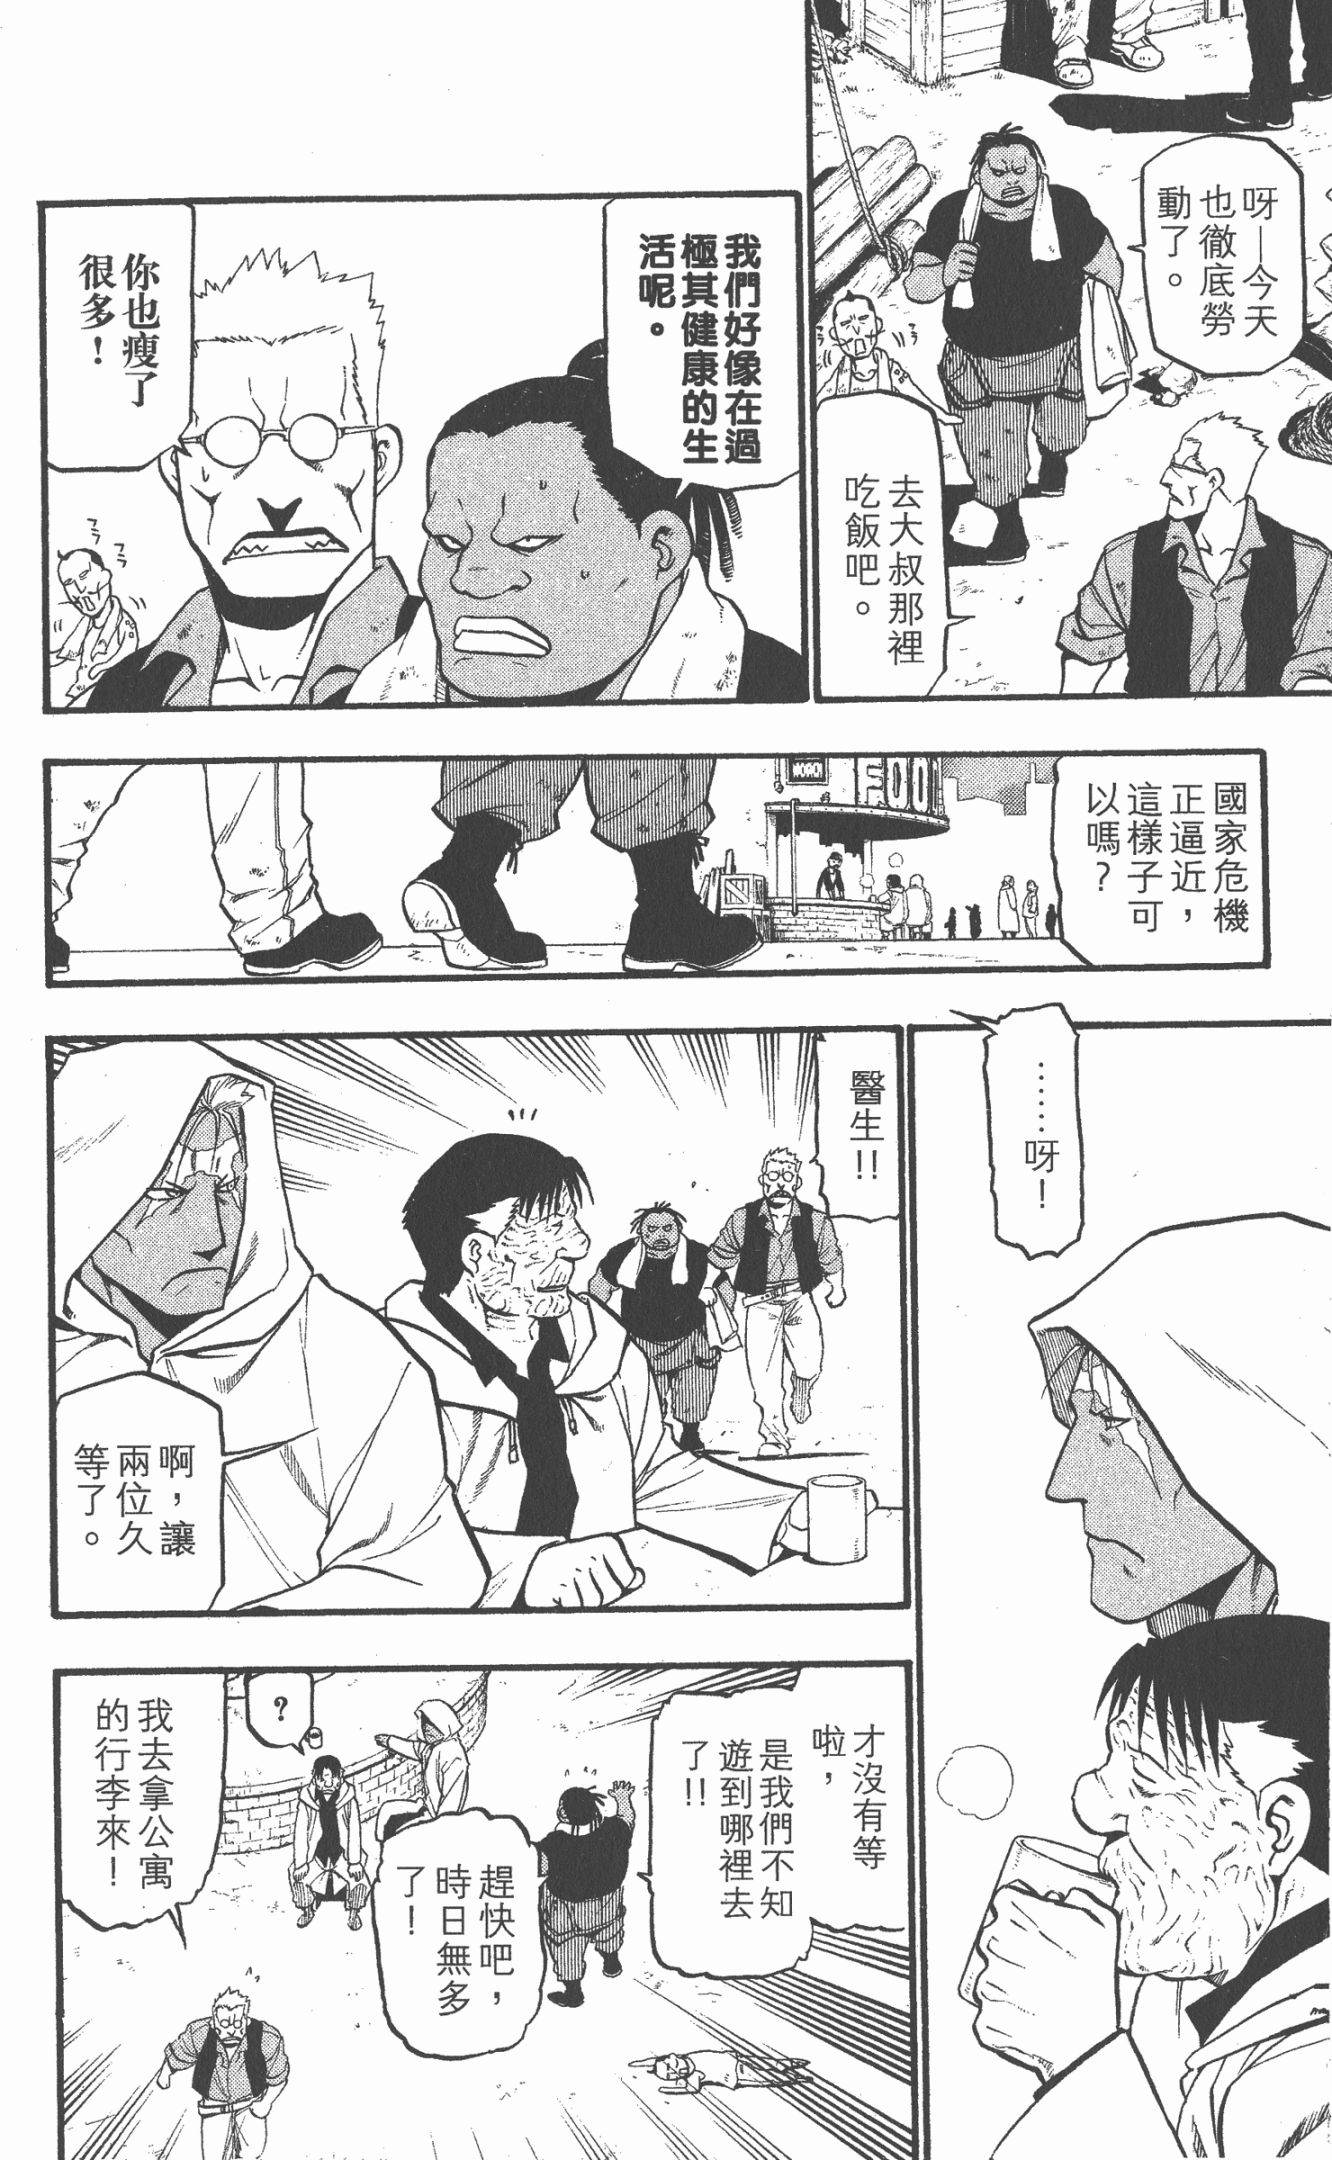 呀—今天
也徹底勞
動了。
去大叔那裡
吃飯吧。
我們好像在過
極其健康的生
活呢。
你也瘦了
很多！
フラ
フラ
國家危機
正逼近，
這樣子可
以嗎？
……呀！
醫生!!
啊，讓
兩位久
等了。
才沒有等
啦，
是我們不知
遊到哪裡去
了!!
趕快吧，
時日無多
了！
？
我去拿公寓
的行李來！